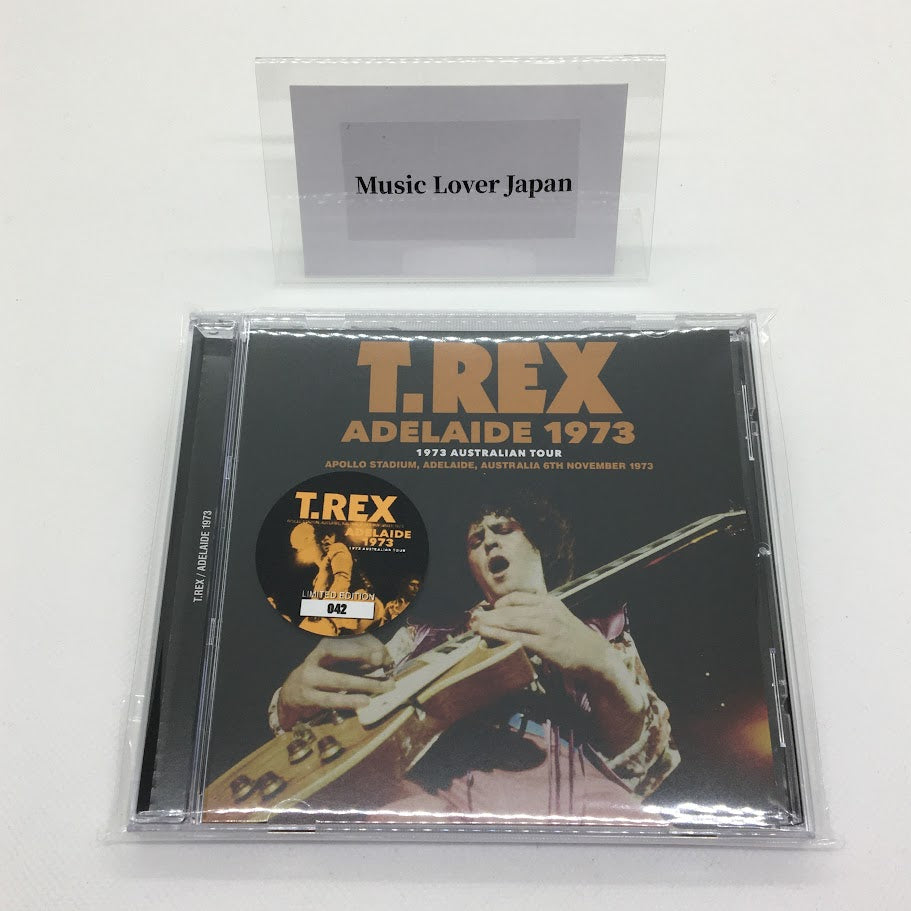 Music Lover Japan
T.REX
ADELAIDE 1973
1973 AUSTRALIAN TOUR
APOLLO STADIUM, ADELAIDE, AUSTRALIA 6TH NOVEMBER 1973
T.REX
ADELAIDE
1973
1973 AUSTRALIAN TOUR
LIMITED EDITION
042
T.REX / ADELAIDE 1973